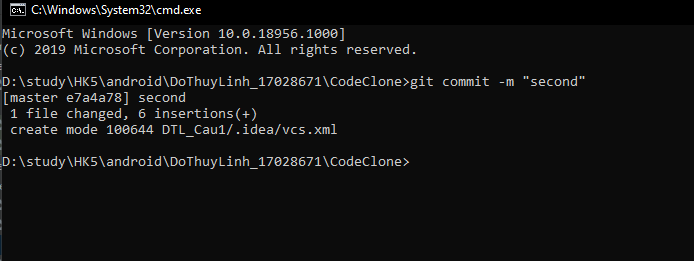 C:\Windows\System32\cmd.exe
Microsoft Windows [Version 10.0.18956.1000]
(c) 2019 Microsoft Corporation. All rights reserved.
D:\study\HK5\android\DoThuyLinh_17028671\CodeClone>git commit -m "second"
[master e7a4a78] second
1 file changed, 6 insertions(+)
create mode 100644 DTL_Cau1/.idea/vcs.xml
D:\study\HK5\android\DoThuyLinh_17028671\CodeClone>